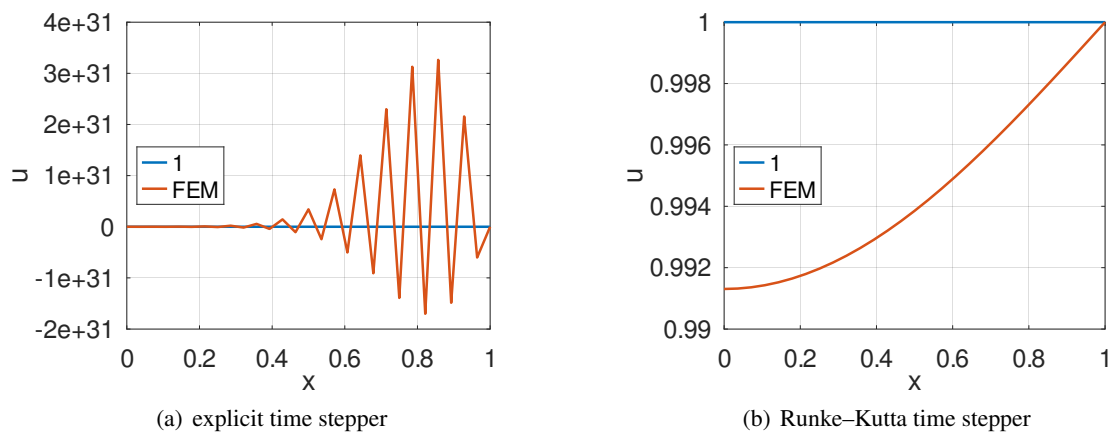 4e+31
3e+31
2e+31
1e+31
0
-1e+31
-2e+31
u
1
FEM
0 0.2 0.4 0.6 0.8 1
x
(a) explicit time stepper
1
0.998
0.996
0.994
0.992
0.99
u
1
FEM
0 0.2 0.4 0.6 0.8 1
x
(b) Runke–Kutta time stepper